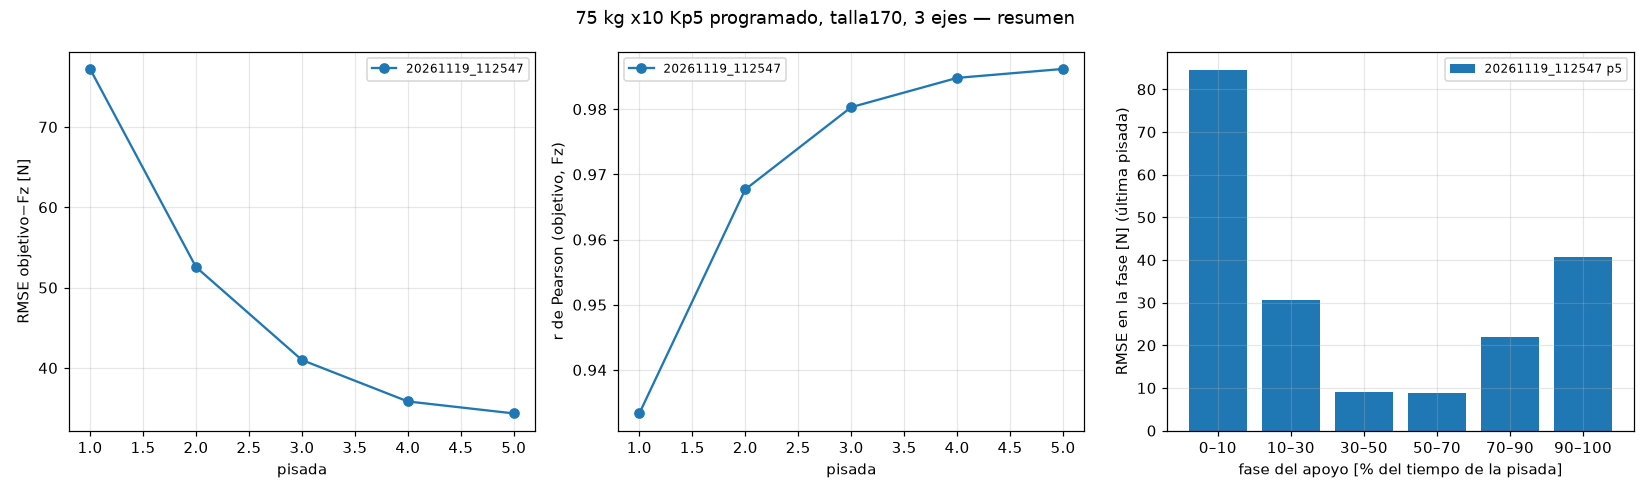 75 kg x10 Kp5 programado, talla170, 3 ejes — resumen
RMSE objetivo−Fz [N]
70
60
50
40
20261119_112547
1.0 1.5 2.0 2.5 3.0 3.5 4.0 4.5 5.0
pisada
r de Pearson (objetivo, Fz)
0.98
0.97
0.96
0.95
0.94
20261119_112547
1.0 1.5 2.0 2.5 3.0 3.5 4.0 4.5 5.0
pisada
RMSE en la fase [N] (última pisada)
80
70
60
50
40
30
20
10
0
20261119_112547 p5
0–10 10–30 30–50 50–70 70–90 90–100
fase del apoyo [% del tiempo de la pisada]